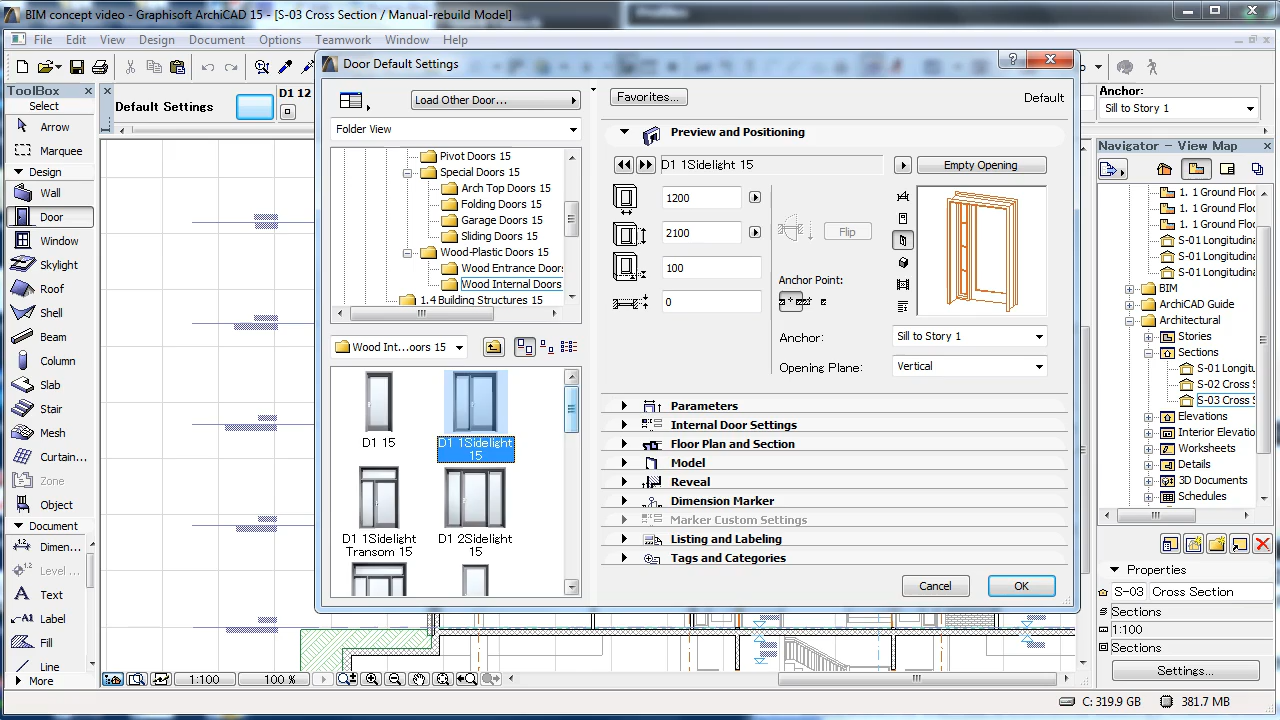 BIM concept video - Graphisoft ArchiCAD 15 - [S-03 Cross Section / Manual-rebuild Model]
File Edit View Design Document Options Teamwork Window Help
ToolBox
Select
Arrow
Marquee
Design
Wall
Door
Window
Skylight
Roof
Shell
Beam
Column
Slab
Stair
Mesh
Curtain...
Zone
Object
Document
Dimen...
Level ...
Text
Label
Fill
Line
More
Default Settings
D1 12
Door Default Settings
Load Other Door...
Folder View
Pivot Doors 15
Special Doors 15
Arch Top Doors 15
Folding Doors 15
Garage Doors 15
Sliding Doors 15
Wood-Plastic Doors 15
Wood Entrance Door:
Wood Internal Doors
1.4 Building Structures 15
Wood Int...oors 15
D1 15
D1 1Sidelight 15
D1 1Sidelight Transom 15
D1 2Sidelight 15
Favorites...
Default
Preview and Positioning
D1 1Sidelight 15
Empty Opening
1200
2100
100
0
Flip
Anchor Point:
Anchor:
Sill to Story 1
Opening Plane:
Vertical
Parameters
Internal Door Settings
Floor Plan and Section
Model
Reveal
Dimension Marker
Marker Custom Settings
Listing and Labeling
Tags and Categories
Cancel
OK
Anchor:
Sill to Story 1
Navigator - View Map
1. 1 Ground Floo
1. 1 Ground Floo
1. 1 Ground Floo
S-01 Longitudina
S-01 Longitudina
S-01 Longitudina
BIM
ArchiCAD Guide
Architectural
Stories
Sections
S-01 Longitu
S-02 Cross S
S-03 Cross S
Elevations
Interior Elevatio
Worksheets
Details
3D Documents
Schedules
Properties
S-03 Cross Section
Sections
1:100
Sections
Settings...
1:100
100 %
C: 319.9 GB
381.7 MB